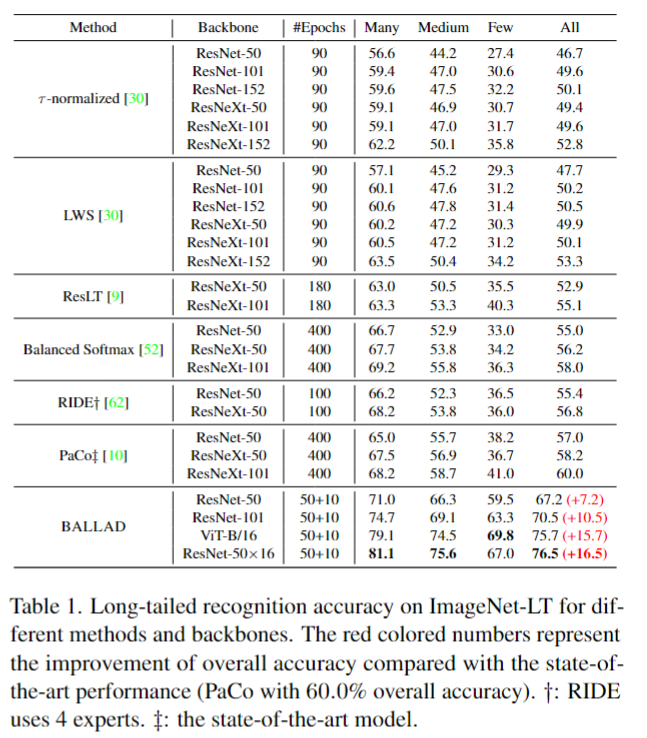 Method Backbone #Epochs Many Medium Few All
τ-normalized [30]
ResNet-50 90 56.6 44.2 27.4 46.7
ResNet-101 90 59.4 47.0 30.6 49.6
ResNet-152 90 59.6 47.5 32.2 50.1
ResNeXt-50 90 59.1 46.9 30.7 49.4
ResNeXt-101 90 59.1 47.0 31.7 49.6
ResNeXt-152 90 62.2 50.1 35.8 52.8
LWS [30]
ResNet-50 90 57.1 45.2 29.3 47.7
ResNet-101 90 60.1 47.6 31.2 50.2
ResNet-152 90 60.6 47.8 31.4 50.5
ResNeXt-50 90 60.2 47.2 30.3 49.9
ResNeXt-101 90 60.5 47.2 31.2 50.1
ResNeXt-152 90 63.5 50.4 34.2 53.3
ResLT [9]
ResNeXt-50 180 63.0 50.5 35.5 52.9
ResNeXt-101 180 63.3 53.3 40.3 55.1
Balanced Softmax [52]
ResNet-50 400 66.7 52.9 33.0 55.0
ResNeXt-50 400 67.7 53.8 34.2 56.2
ResNeXt-101 400 69.2 55.8 36.3 58.0
RIDE† [62]
ResNet-50 100 66.2 52.3 36.5 55.4
ResNeXt-50 100 68.2 53.8 36.0 56.8
PaCo‡ [10]
ResNet-50 400 65.0 55.7 38.2 57.0
ResNeXt-50 400 67.5 56.9 36.7 58.2
ResNeXt-101 400 68.2 58.7 41.0 60.0
BALLAD
ResNet-50 50+10 71.0 66.3 59.5 67.2 (+7.2)
ResNet-101 50+10 74.7 69.1 63.3 70.5 (+10.5)
ViT-B/16 50+10 79.1 74.5 69.8 75.7 (+15.7)
ResNet-50×16 50+10 81.1 75.6 67.0 76.5 (+16.5)
Table 1. Long-tailed recognition accuracy on ImageNet-LT for dif-
ferent methods and backbones. The red colored numbers represent
the improvement of overall accuracy compared with the state-of-
the-art performance (PaCo with 60.0% overall accuracy). †: RIDE
uses 4 experts. ‡: the state-of-the-art model.